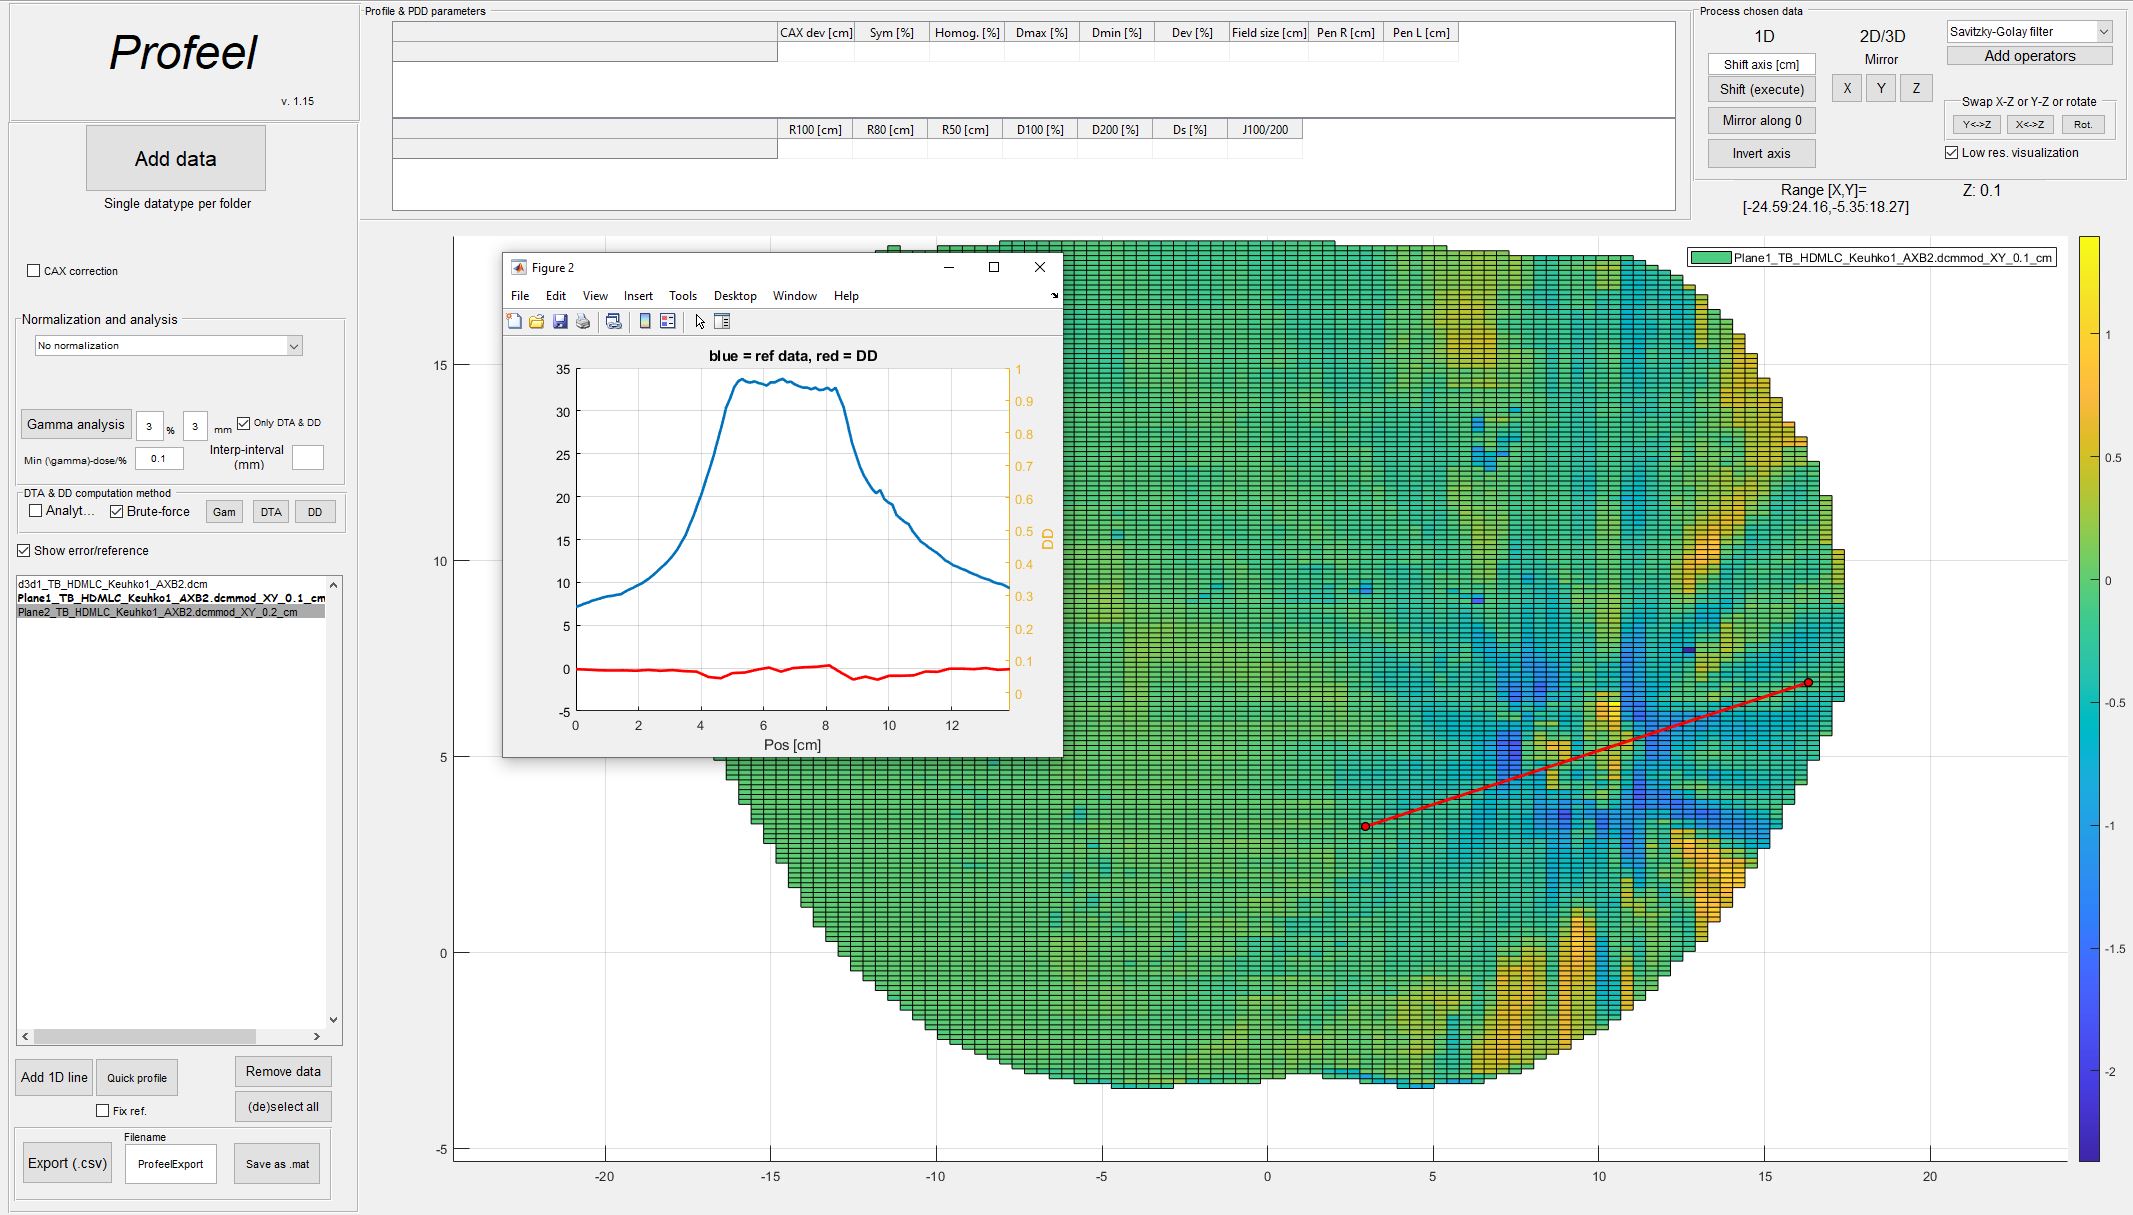 Profeel
v. 1.15
Add data
Single datatype per folder
CAX correction
Normalization and analysis
No normalization
Gamma analysis 3 % 3 mm Only DTA & DD
Min (\gamma)-dose/% 0.1 Interp-interval
(mm)
DTA & DD computation method
Analyt... Brute-force Gam DTA DD
Show error/reference
d3d1_TB_HDMLC_Keuhko1_AXB2.dcm
Plane1_TB_HDMLC_Keuhko1_AXB2.dcmmod_XY_0.1_cm
Plane2_TB_HDMLC_Keuhko1_AXB2.dcmmod_XY_0.2_cm
Add 1D line Quick profile Remove data
Fix ref. (de)select all
Filename
Export (.csv) ProfeelExport Save as .mat
Profile & PDD parameters
CAX dev [cm] Sym [%] Homog. [%] Dmax [%] Dmin [%] Dev [%] Field size [cm] Pen R [cm] Pen L [cm]
R100 [cm] R80 [cm] R50 [cm] D100 [%] D200 [%] Ds [%] J100/200
Process chosen data
1D 2D/3D Savitzky-Golay filter
Shift axis [cm] Mirror Add operators
Shift (execute) X Y Z
Swap X-Z or Y-Z or rotate
Mirror along 0 Y<->Z X<->Z Rot.
Invert axis Low res. visualization
Range [X,Y]= Z: 0.1
[-24.59:24.16,-5.35:18.27]
Plane1_TB_HDMLC_Keuhko1_AXB2.dcmmod_XY_0.1_cm
Figure 2
File Edit View Insert Tools Desktop Window Help
blue = ref data, red = DD
35
30
25
20
15
10
5
0
-5
0 2 4 6 8 10 12
Pos [cm]
1
0.9
0.8
0.7
0.6
0.5
0.4
0.3
0.2
0.1
0
DD
15
10
5
0
-5
-20 -15 -10 -5 0 5 10 15 20
1
0.5
0
-0.5
-1
-1.5
-2